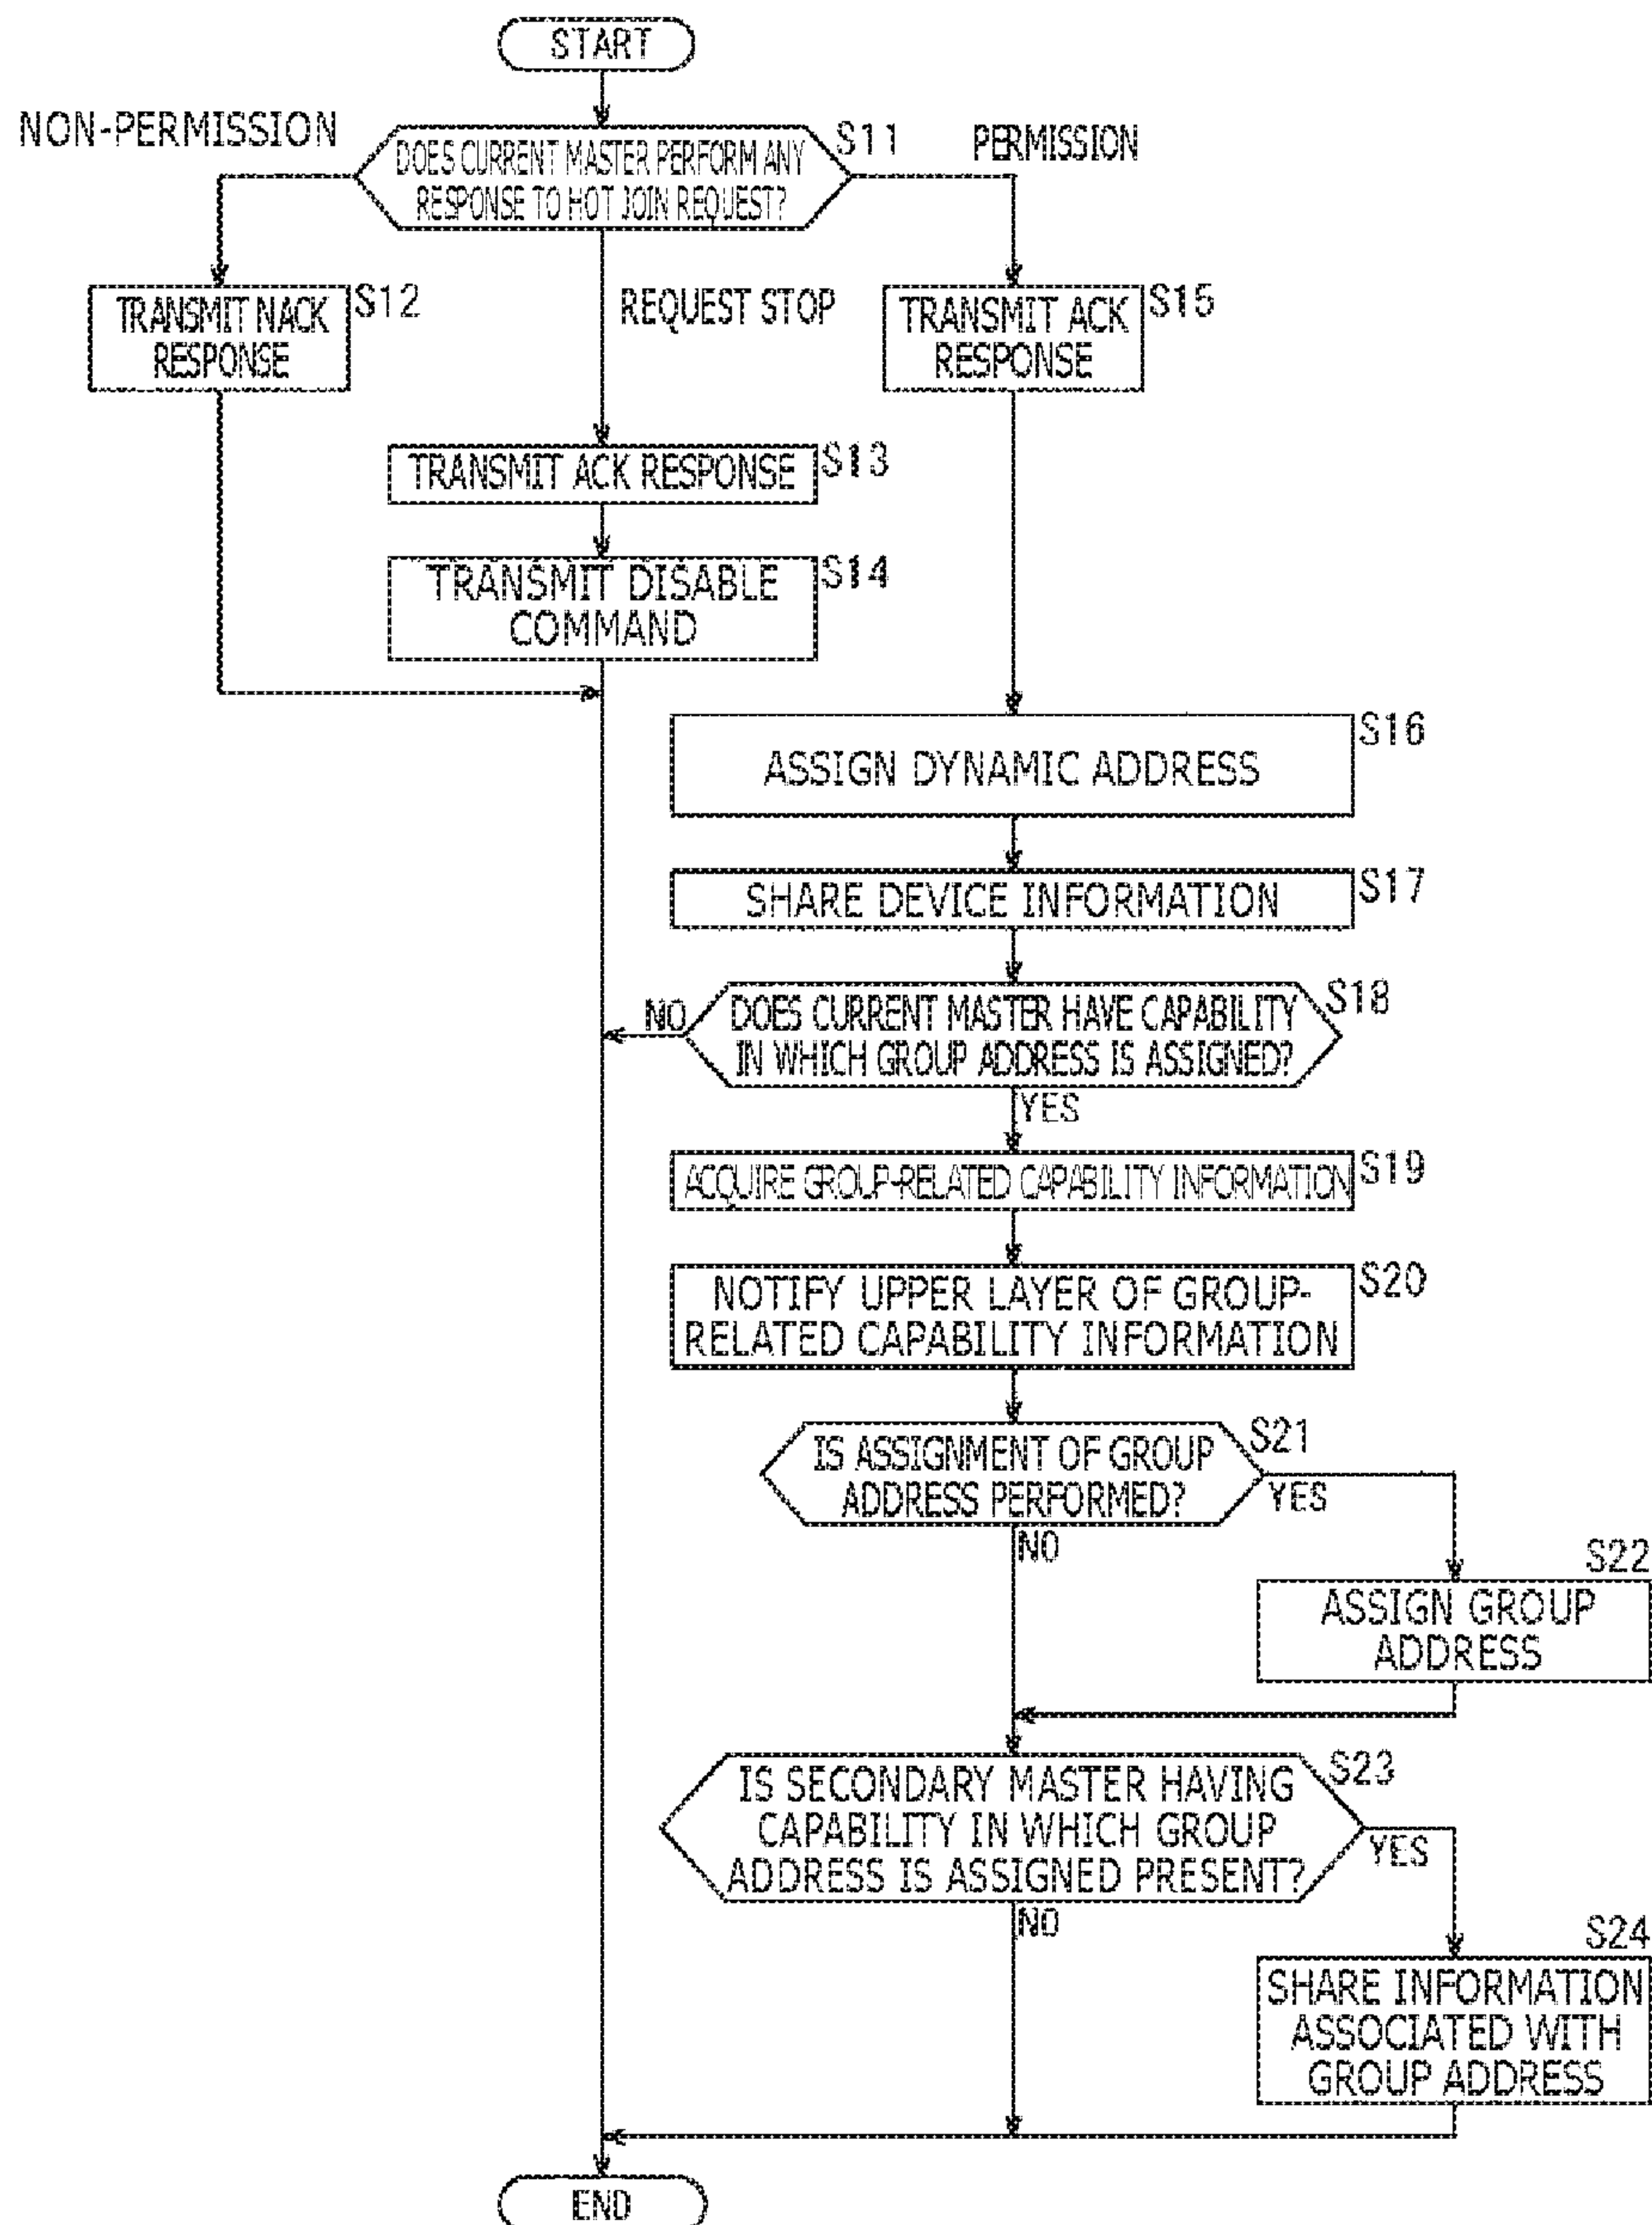 START
NON-PERMISSION
DOES CURRENT MASTER PERFORM ANY
RESPONSE TO HOT JOIN REQUEST?
S11
PERMISSION
TRANSMIT NACK
RESPONSE
S12
REQUEST STOP
TRANSMIT ACK
RESPONSE
S15
TRANSMIT ACK RESPONSE
S13
TRANSMIT DISABLE
COMMAND
S14
ASSIGN DYNAMIC ADDRESS
S16
SHARE DEVICE INFORMATION
S17
NO
DOES CURRENT MASTER HAVE CAPABILITY
IN WHICH GROUP ADDRESS IS ASSIGNED?
S18
YES
ACQUIRE GROUP-RELATED CAPABILITY INFORMATION
S19
NOTIFY UPPER LAYER OF GROUP-
RELATED CAPABILITY INFORMATION
S20
IS ASSIGNMENT OF GROUP
ADDRESS PERFORMED?
S21
YES
NO
S22
ASSIGN GROUP
ADDRESS
IS SECONDARY MASTER HAVING
CAPABILITY IN WHICH GROUP
ADDRESS IS ASSIGNED PRESENT?
S23
YES
NO
S24
SHARE INFORMATION
ASSOCIATED WITH
GROUP ADDRESS
END